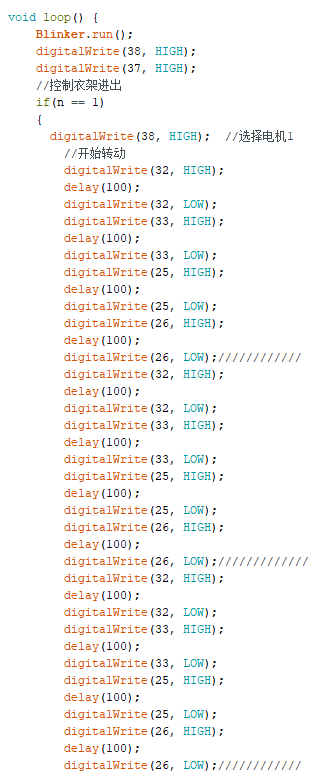 void loop() {
Blinker.run();
digitalWrite(38, HIGH);
digitalWrite(37, HIGH);
//控制衣架进出
if(n == 1)
{
digitalWrite(38, HIGH);  //选择电机1
//开始转动
digitalWrite(32, HIGH);
delay(100);
digitalWrite(32, LOW);
digitalWrite(33, HIGH);
delay(100);
digitalWrite(33, LOW);
digitalWrite(25, HIGH);
delay(100);
digitalWrite(25, LOW);
digitalWrite(26, HIGH);
delay(100);
digitalWrite(26, LOW);////////////
digitalWrite(32, HIGH);
delay(100);
digitalWrite(32, LOW);
digitalWrite(33, HIGH);
delay(100);
digitalWrite(33, LOW);
digitalWrite(25, HIGH);
delay(100);
digitalWrite(25, LOW);
digitalWrite(26, HIGH);
delay(100);
digitalWrite(26, LOW);/////////////
digitalWrite(32, HIGH);
delay(100);
digitalWrite(32, LOW);
digitalWrite(33, HIGH);
delay(100);
digitalWrite(33, LOW);
digitalWrite(25, HIGH);
delay(100);
digitalWrite(25, LOW);
digitalWrite(26, HIGH);
delay(100);
digitalWrite(26, LOW);////////////